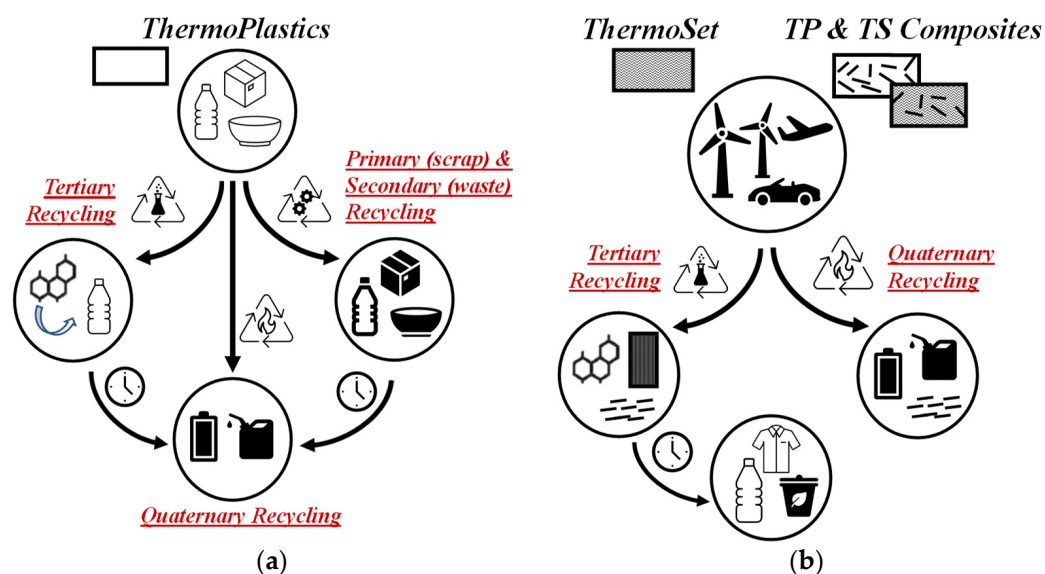 ThermoPlastics
Primary (scrap) &
Secondary (waste)
Recycling
Tertiary
Recycling
Quaternary Recycling
(a)
ThermoSet
TP & TS Composites
Tertiary
Recycling
Quaternary
Recycling
(b)